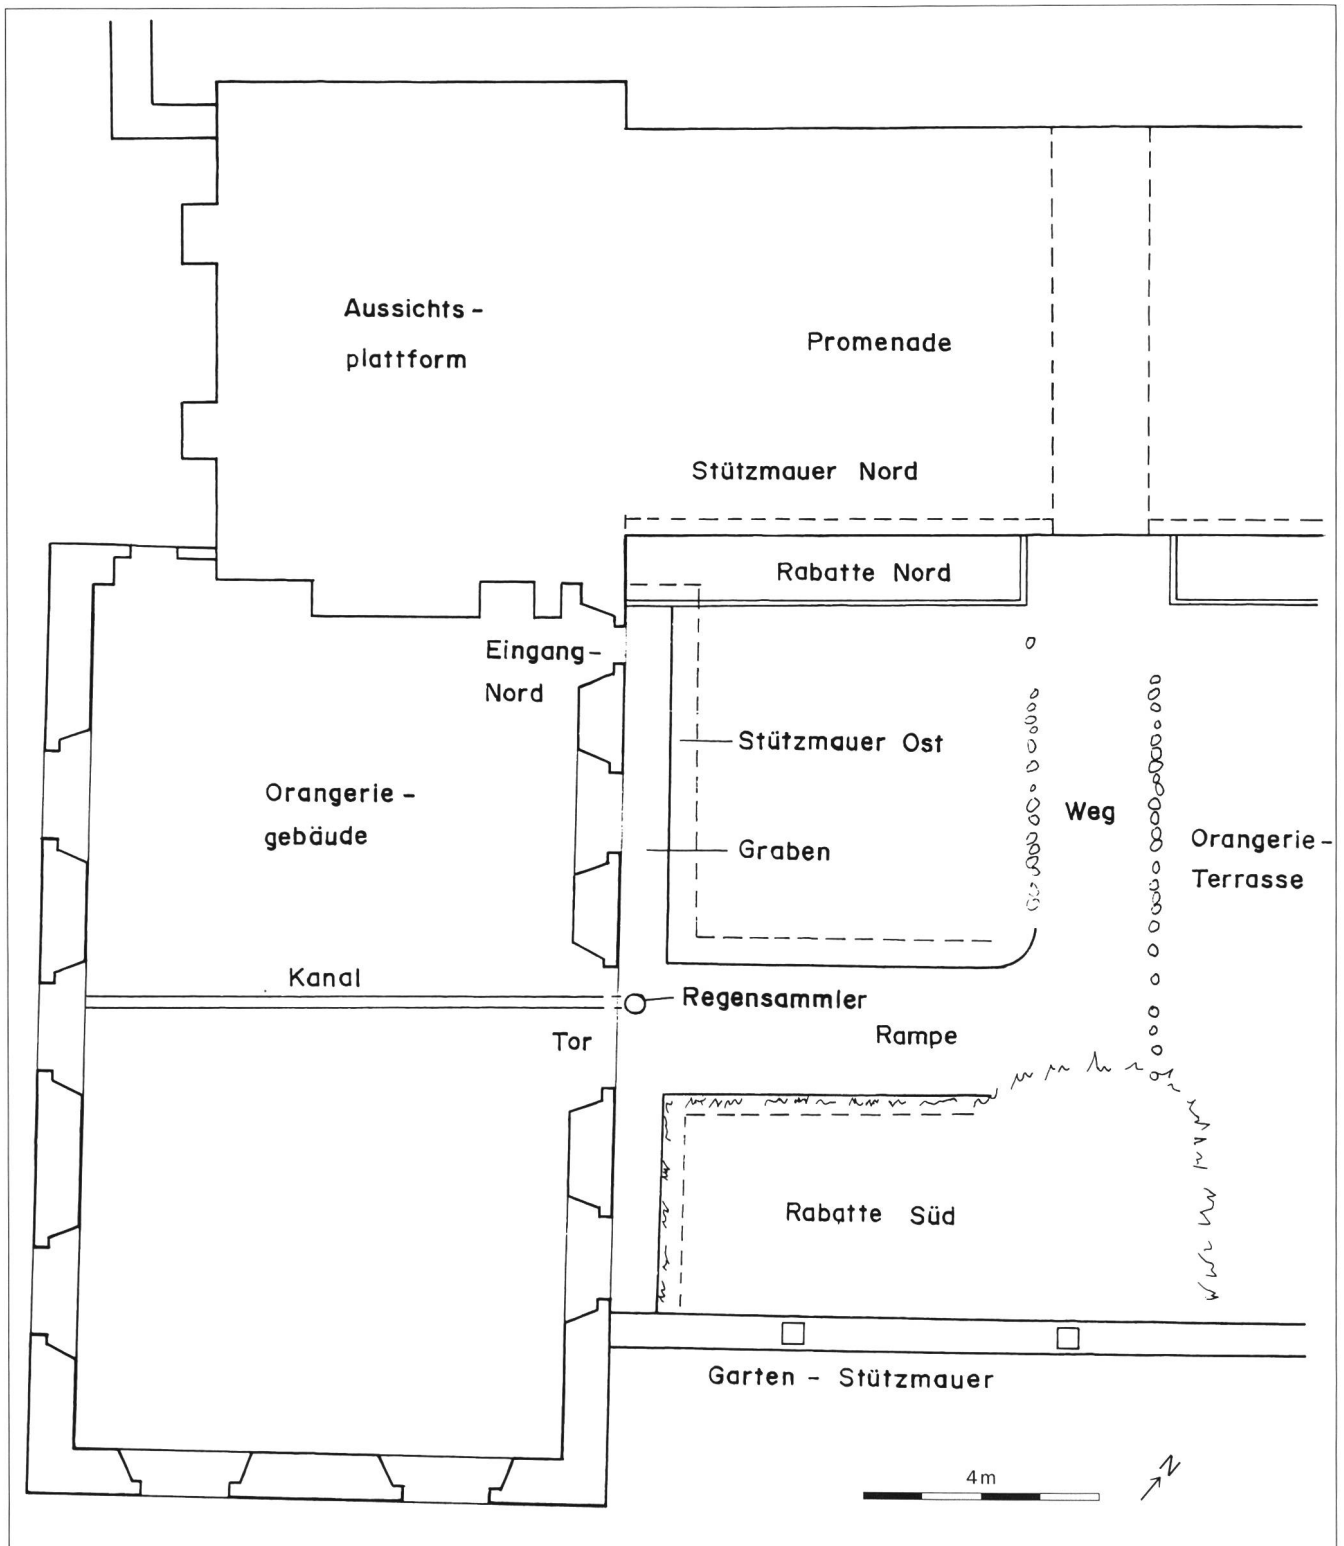 Aussichts-
plattform
Promenade
Stützmauer Nord
Rabatte Nord
Eingang-
Nord
Stützmauer Ost
Orangerie-
gebäude
Weg
Graben
Orangerie-
Terrasse
Kanal
Regensammler
Tor
Rampe
Rabatte Süd
Garten - Stützmauer
4m
N